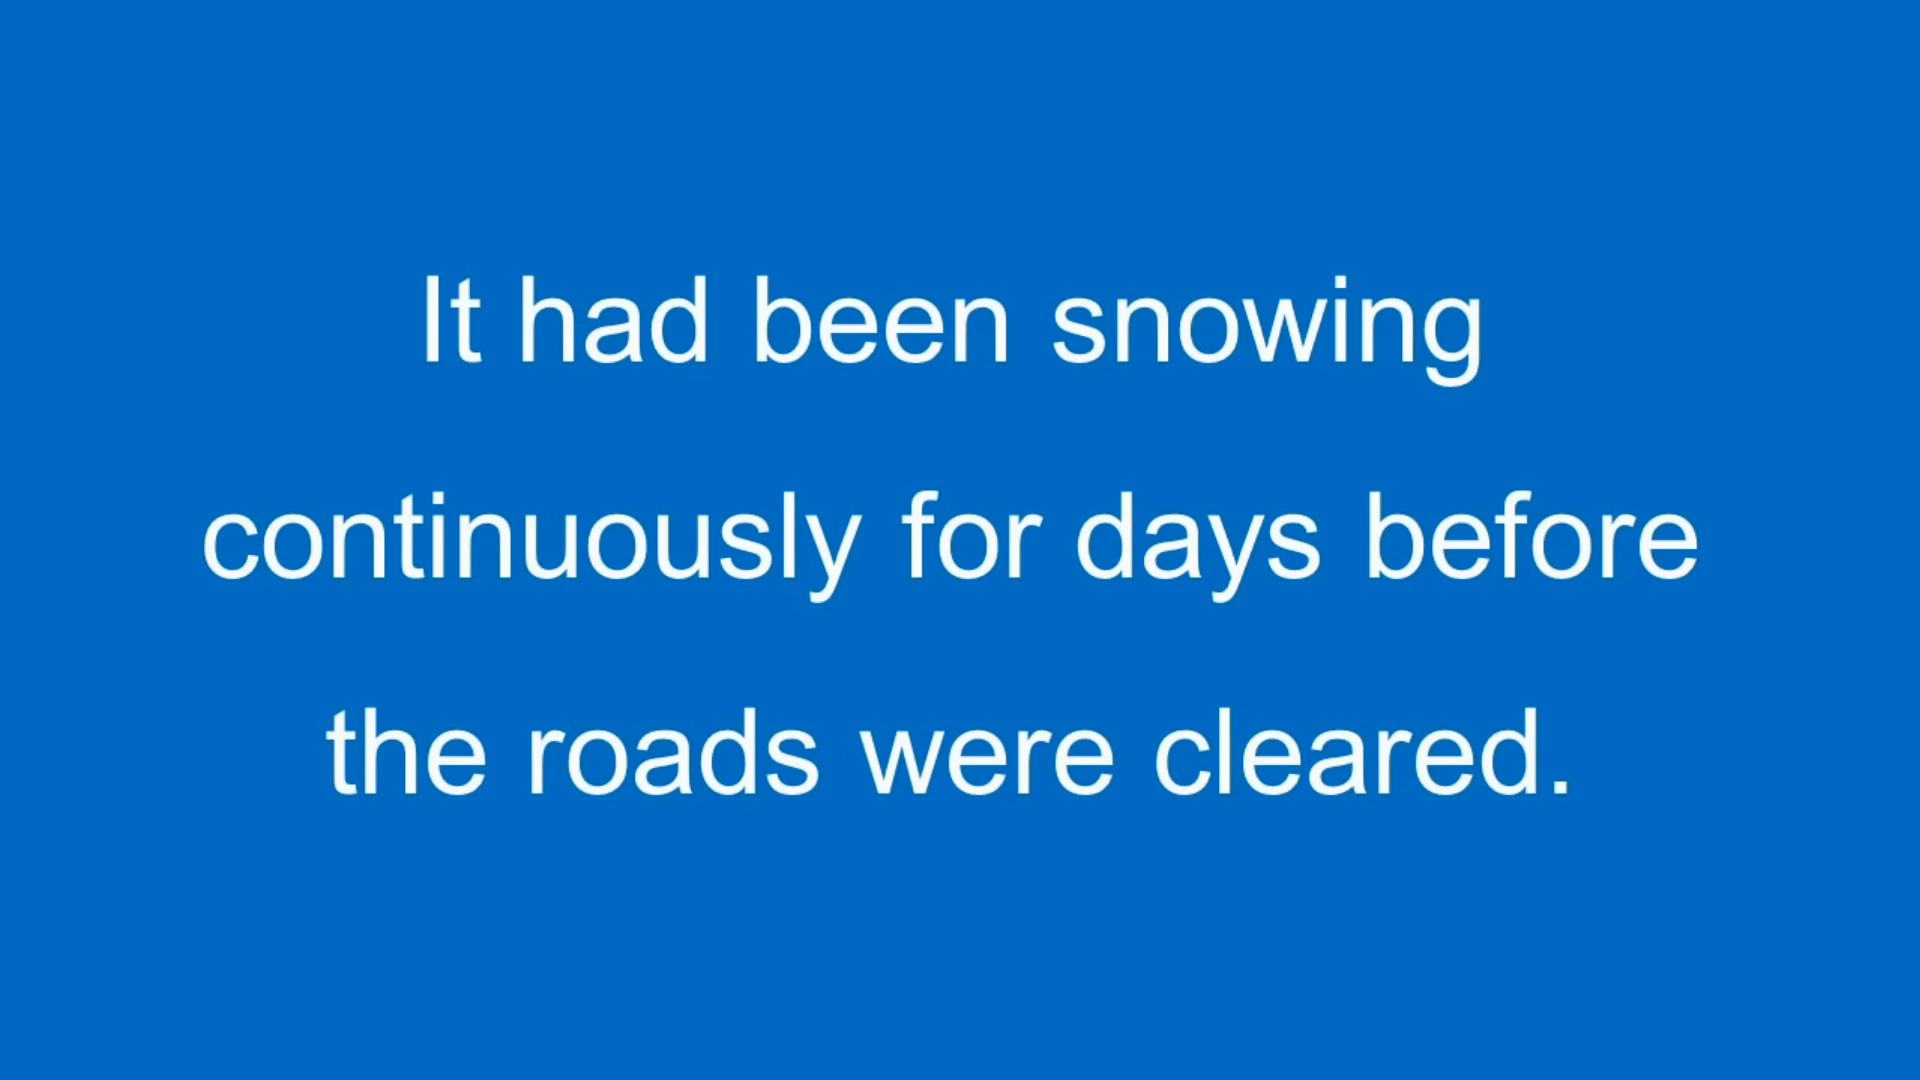 It had been snowing
continuously for days before
the roads were cleared.